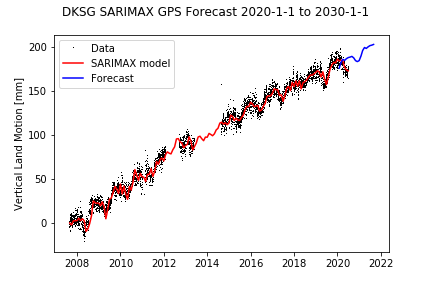 DKSG SARIMAX GPS Forecast 2020-1-1 to 2030-1-1
Vertical Land Motion [mm]
200
150
100
50
0
Data
SARIMAX model
Forecast
2008 2010 2012 2014 2016 2018 2020 2022